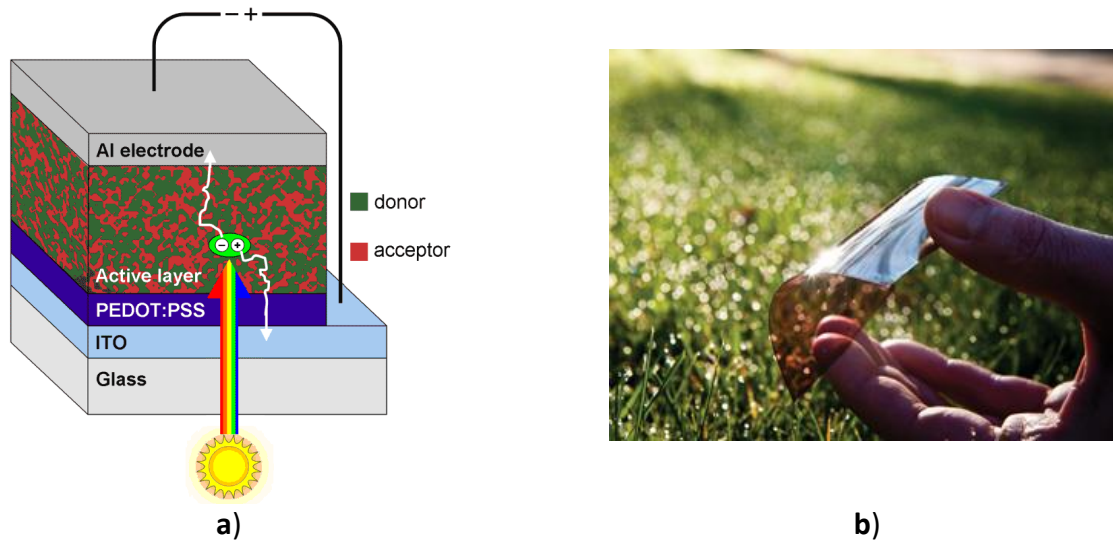 − +
Al electrode
donor
− +
acceptor
Active layer
PEDOT:PSS
ITO
Glass
a)
b)